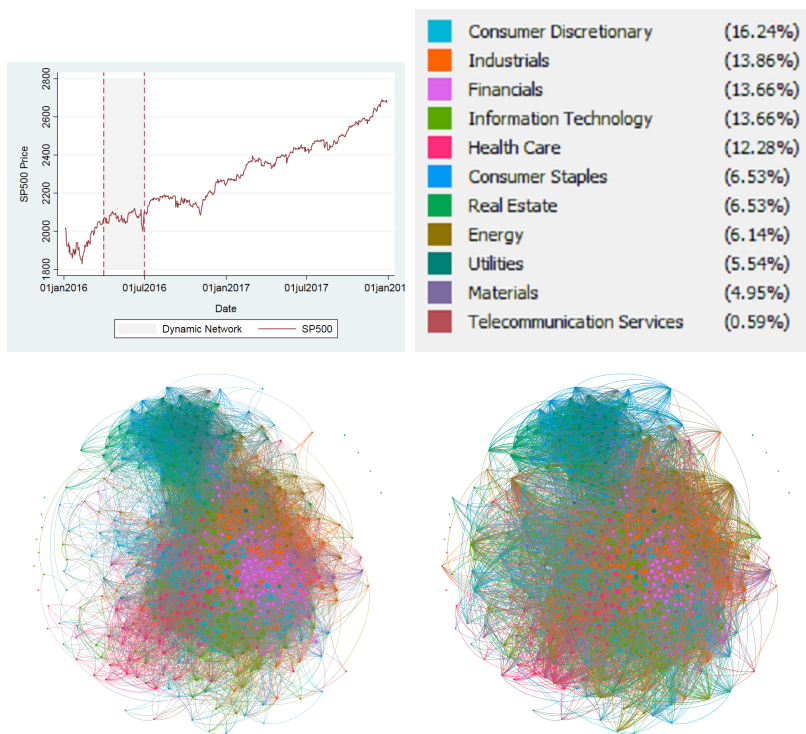 2800
2600
2400
2200
2000
1800
SP500 Price
01jan2016
01jul2016
01jan2017
01jul2017
01jan201
Date
Dynamic Network
SP500
Consumer Discretionary (16.24%)
Industrials (13.86%)
Financials (13.66%)
Information Technology (13.66%)
Health Care (12.28%)
Consumer Staples (6.53%)
Real Estate (6.53%)
Energy (6.14%)
Utilities (5.54%)
Materials (4.95%)
Telecommunication Services (0.59%)